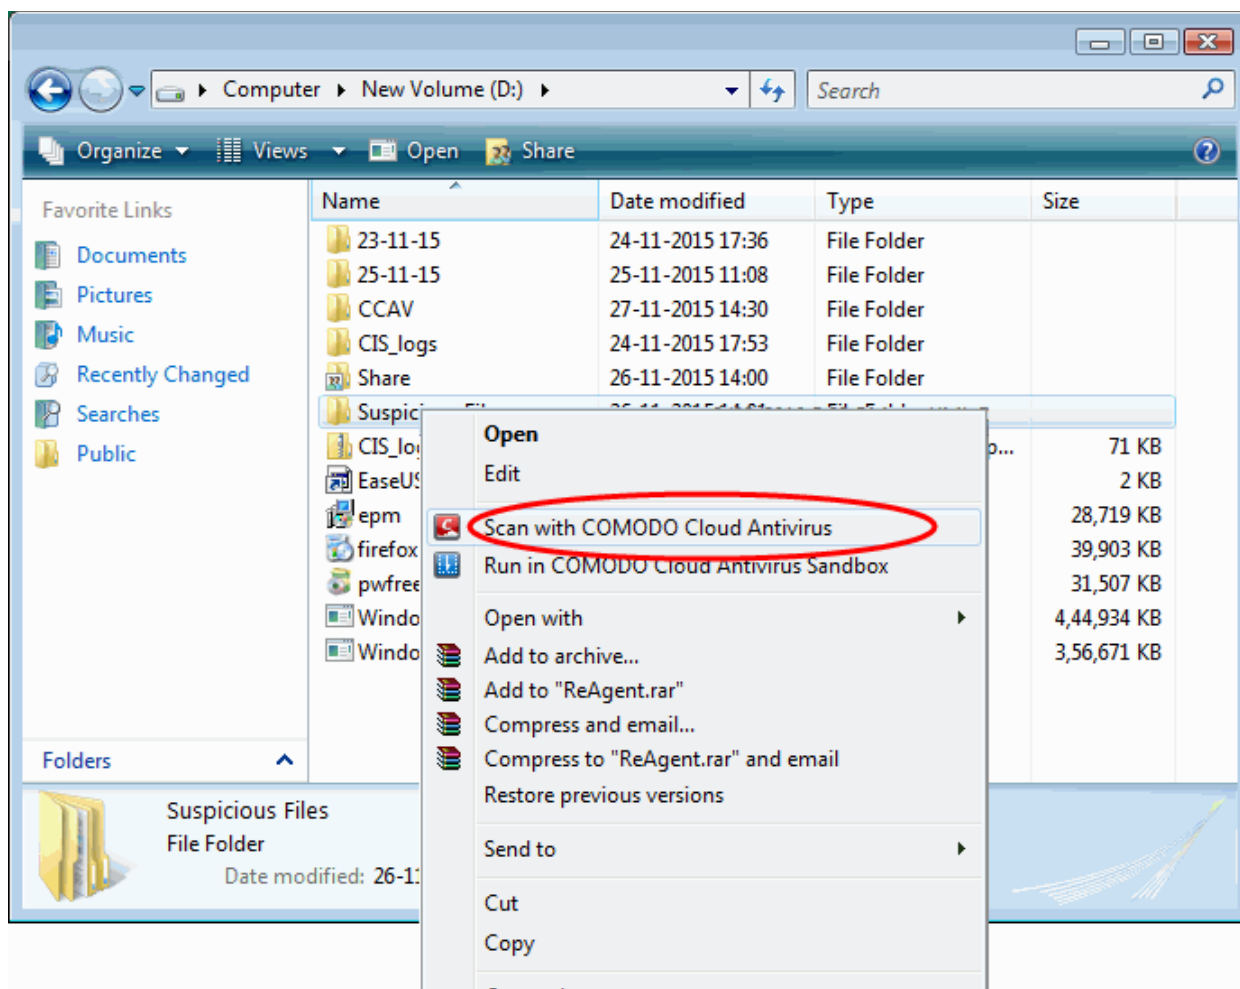 Computer New Volume (D:) Search
Organize Views Open Share
Favorite Links
Documents
Pictures
Music
Recently Changed
Searches
Public
Folders
Name Date modified Type Size
23-11-15 24-11-2015 17:36 File Folder
25-11-15 25-11-2015 11:08 File Folder
CCAV 27-11-2015 14:30 File Folder
CIS_logs 24-11-2015 17:53 File Folder
Share 26-11-2015 14:00 File Folder
CIS_lo 71 KB
EaseUS 2 KB
epm 28,719 KB
firefox 39,903 KB
pwfree 31,507 KB
Windo 4,44,934 KB
Windo 3,56,671 KB
Open
Edit
Scan with COMODO Cloud Antivirus
Run in COMODO Cloud Antivirus Sandbox
Open with
Add to archive...
Add to "ReAgent.rar"
Compress and email...
Compress to "ReAgent.rar" and email
Restore previous versions
Send to
Cut
Copy
Suspicious Files
File Folder
Date modified: 26-11